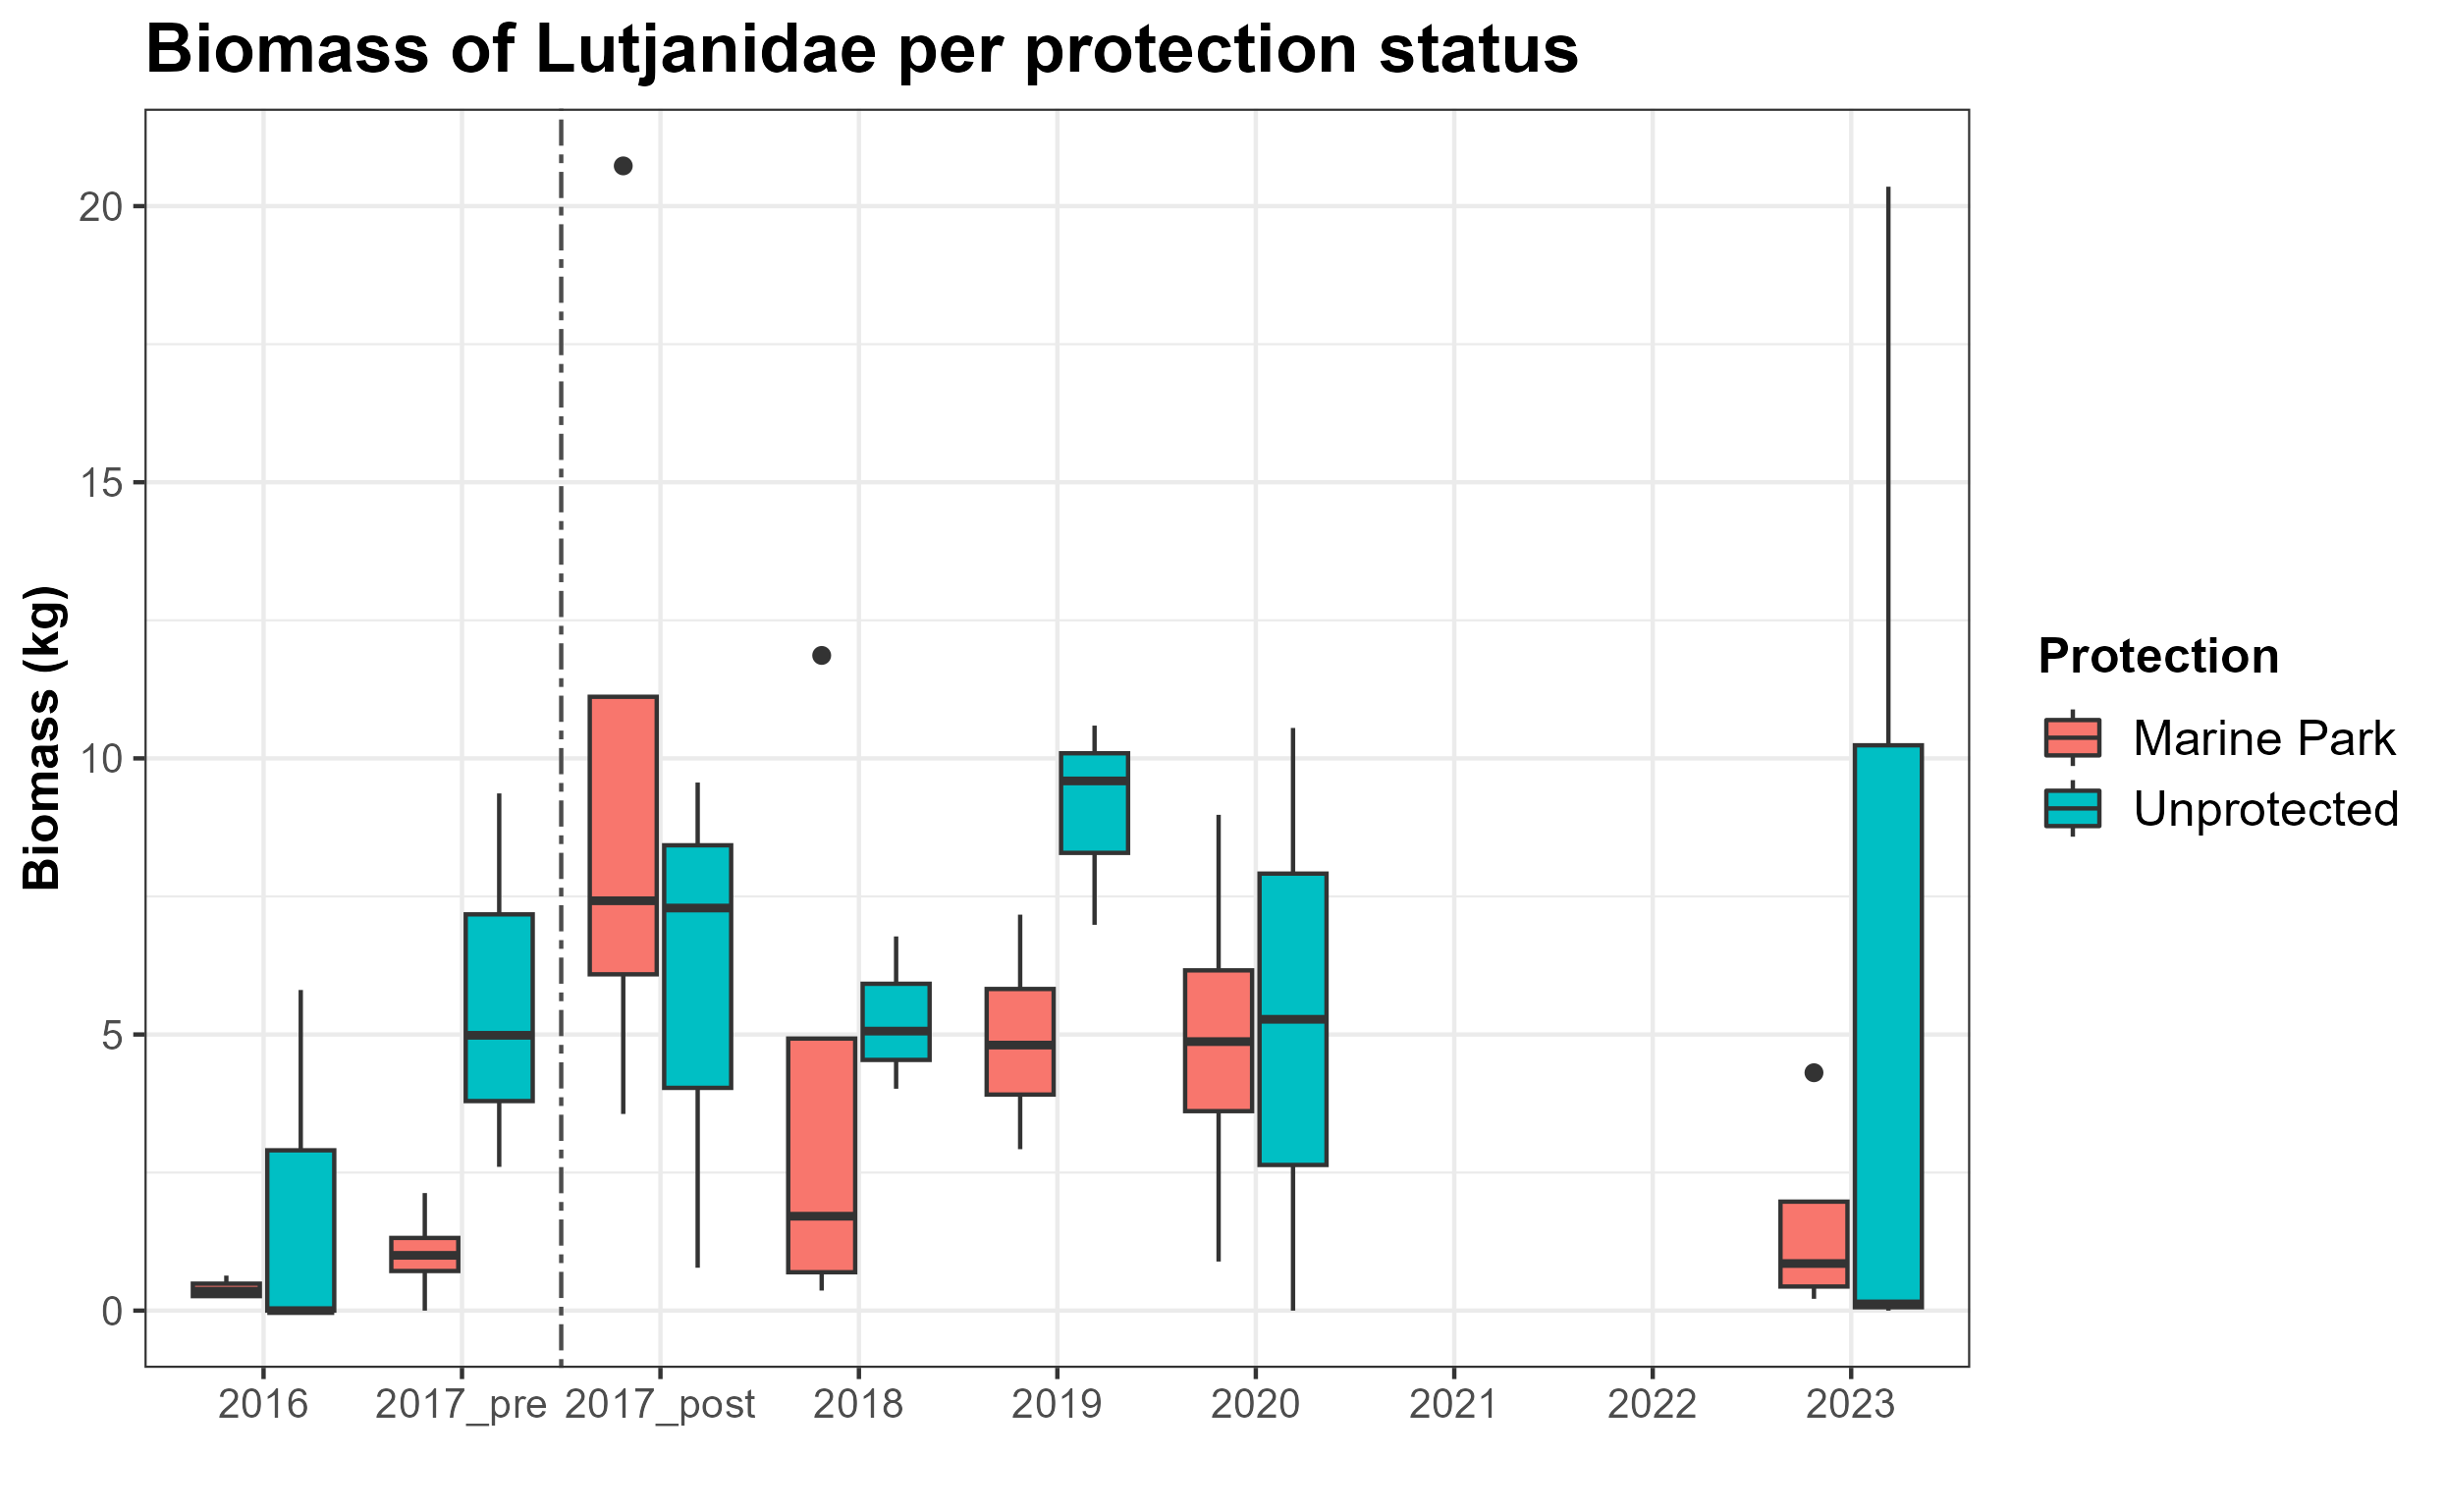 Biomass of Lutjanidae per protection status
Biomass (kg)
20
15
10
5
0
2016 2017_pre 2017_post 2018 2019 2020 2021 2022 2023
Protection
Marine Park
Unprotected